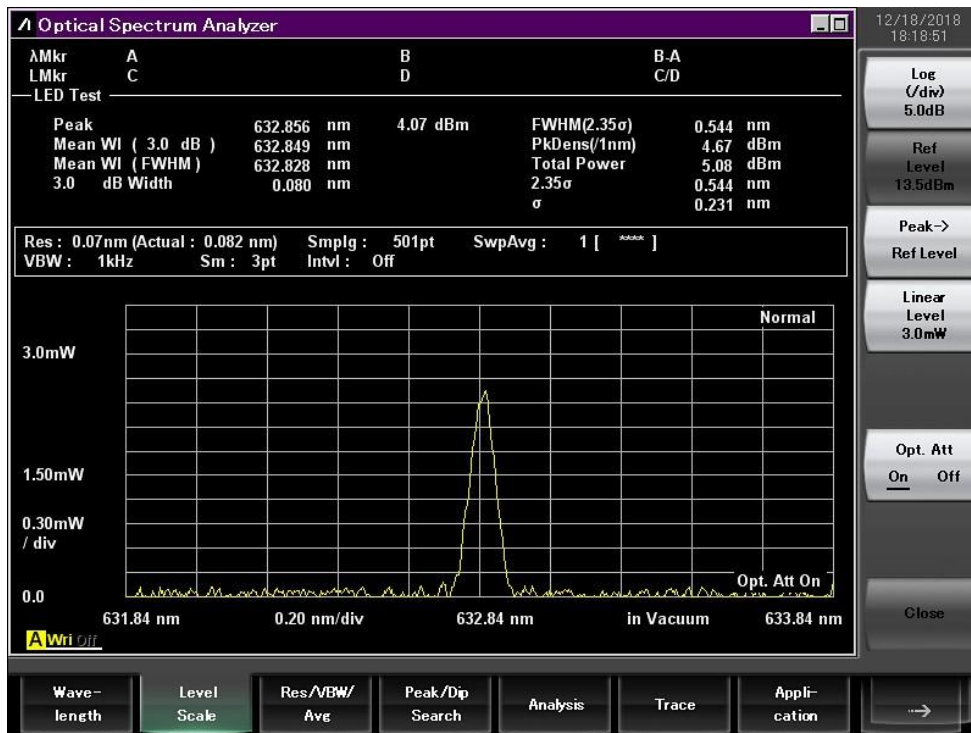 Optical Spectrum Analyzer
12/18/2018
18:18:51
λMkr A B B-A
LMkr C D C/D
LED Test
Peak 632.856 nm 4.07 dBm FWHM(2.35σ) 0.544 nm
Mean Wl ( 3.0 dB ) 632.849 nm PkDens(/1nm) 4.67 dBm
Mean Wl ( FWHM ) 632.828 nm Total Power 5.08 dBm
3.0 dB Width 0.080 nm 2.35σ 0.544 nm
σ 0.231 nm
Res : 0.07nm (Actual : 0.082 nm) Smplg : 501pt SwpAvg : 1 [ **** ]
VBW : 1kHz Sm : 3pt Intvl : Off
Normal
3.0mW
1.50mW
0.30mW
/ div
0.0
Opt. Att On
631.84 nm 0.20 nm/div 632.84 nm in Vacuum 633.84 nm
A Wri Off
Log
(/div)
5.0dB
Ref
Level
13.5dBm
Peak->
Ref Level
Linear
Level
3.0mW
Opt. Att
On Off
Close
Wave-
length
Level
Scale
Res/VBW/
Avg
Peak/Dip
Search
Analysis
Trace
Appli-
cation